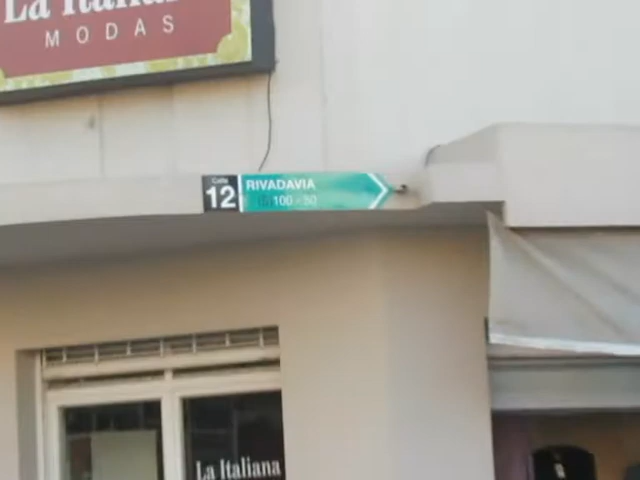 La Italiana
MODAS
Calle
12
RIVADAVIA
100 - 50
La Italiana